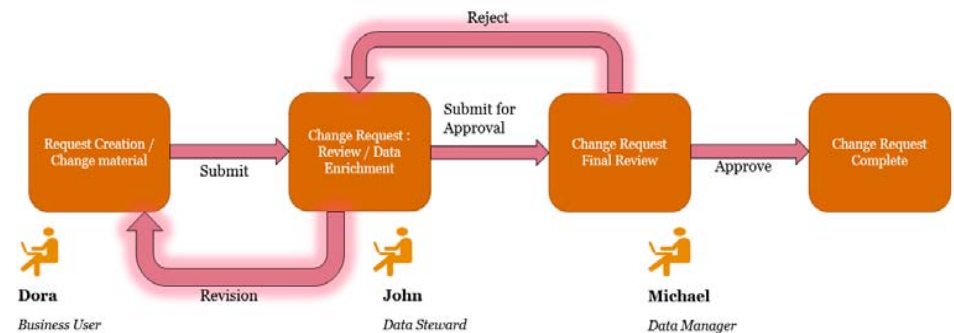 Reject
Request Creation /
Change material
Submit
Change Request :
Review / Data
Enrichment
Submit for
Approval
Change Request
Final Review
Approve
Change Request
Complete
Revision
Dora
Business User
John
Data Steward
Michael
Data Manager